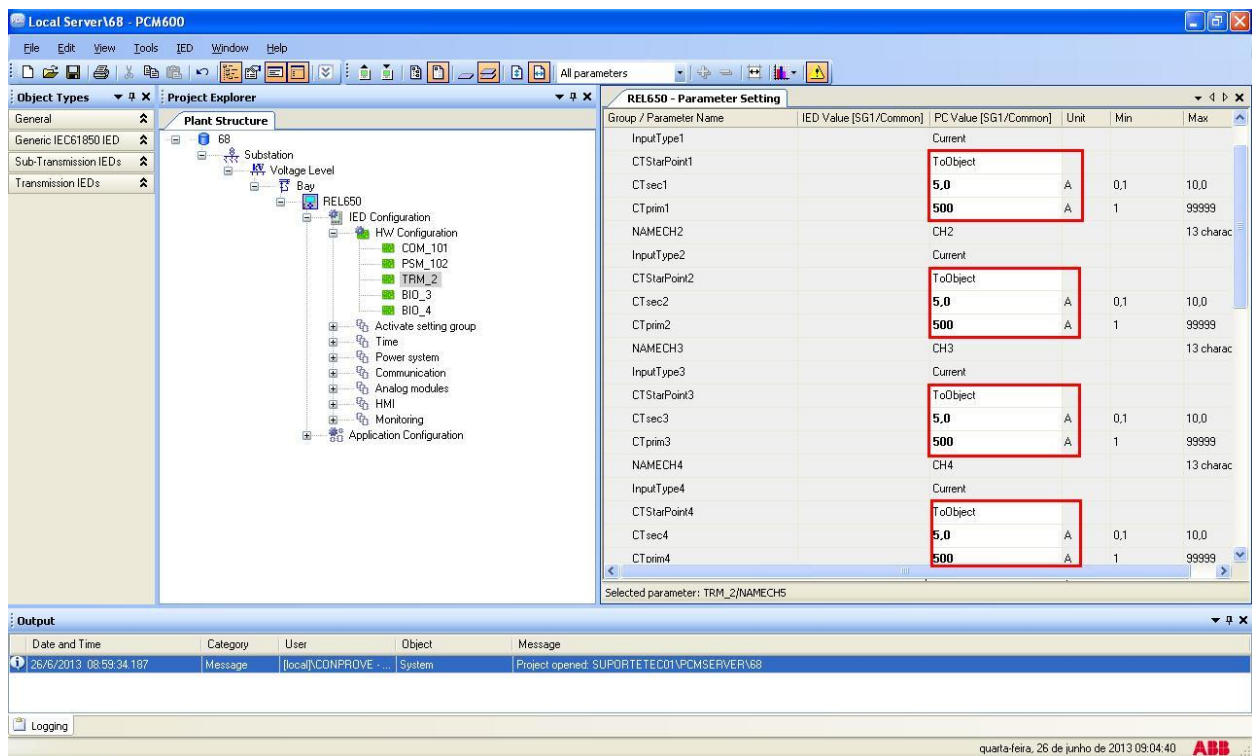 Local Server\68 - PCM600
File Edit View Tools IED Window Help
All parameters
Object Types
General
Generic IEC61850 IED
Sub-Transmission IEDs
Transmission IEDs
Project Explorer
Plant Structure
68
Substation
Voltage Level
Bay
REL650
IED Configuration
HW Configuration
COM_101
PSM_102
TRM_2
BIO_3
BIO_4
Activate setting group
Time
Power system
Communication
Analog modules
HMI
Monitoring
Application Configuration
REL650 - Parameter Setting
Group / Parameter Name IED Value [SG1/Common] PC Value [SG1/Common] Unit Min Max
InputType1 Current
CTStarPoint1 ToObject
CTsec1 5,0 A 0,1 10,0
CTprim1 500 A 1 99999
NAMECH2 CH2 13 charac
InputType2 Current
CTStarPoint2 ToObject
CTsec2 5,0 A 0,1 10,0
CTprim2 500 A 1 99999
NAMECH3 CH3 13 charac
InputType3 Current
CTStarPoint3 ToObject
CTsec3 5,0 A 0,1 10,0
CTprim3 500 A 1 99999
NAMECH4 CH4 13 charac
InputType4 Current
CTStarPoint4 ToObject
CTsec4 5,0 A 0,1 10,0
CTprim4 500 A 1 99999
Selected parameter: TRM_2/NAMECH5
Output
Date and Time Category User Object Message
26/6/2013 08:59:34.187 Message [local]\CONPROVE - ... System Project opened: SUPORTETEC01\PCMSERVER\68
Logging
quarta-feira, 26 de junho de 2013 09:04:40 ABB